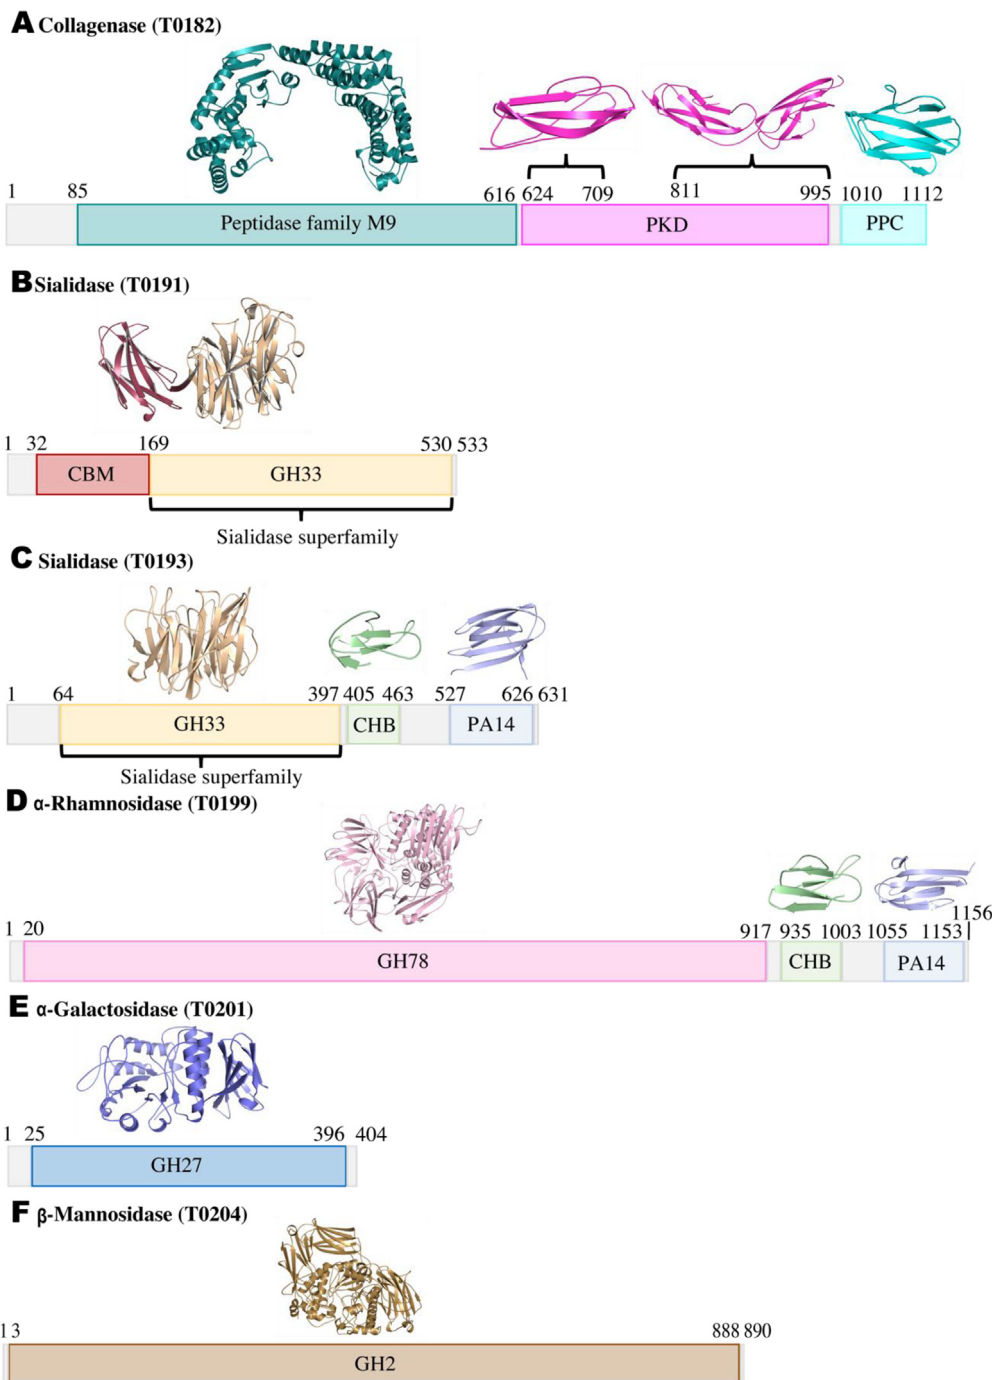 A Collagenase (T0182)
1 85 616 624 709 811 995 1010 1112
Peptidase family M9 PKD PPC
B Sialidase (T0191)
1 32 169 530 533
CBM GH33
Sialidase superfamily
C Sialidase (T0193)
1 64 397 405 463 527 626 631
GH33 CHB PA14
Sialidase superfamily
D α-Rhamnosidase (T0199)
1156
1 20 917 935 1003 1055 1153
GH78 CHB PA14
E α-Galactosidase (T0201)
1 25 396 404
GH27
F β-Mannosidase (T0204)
1 3 888 890
GH2